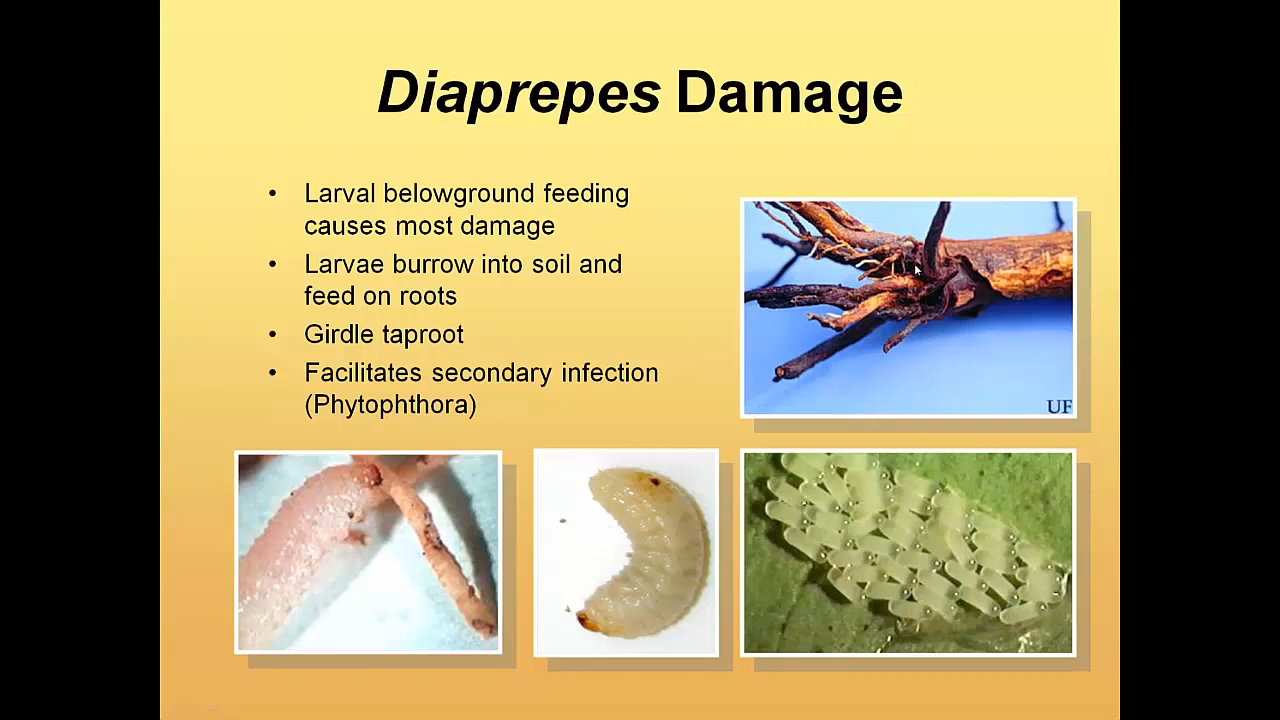 Diaprepes Damage
• Larval belowground feeding
causes most damage
• Larvae burrow into soil and
feed on roots
• Girdle taproot
• Facilitates secondary infection
(Phytophthora)
UF